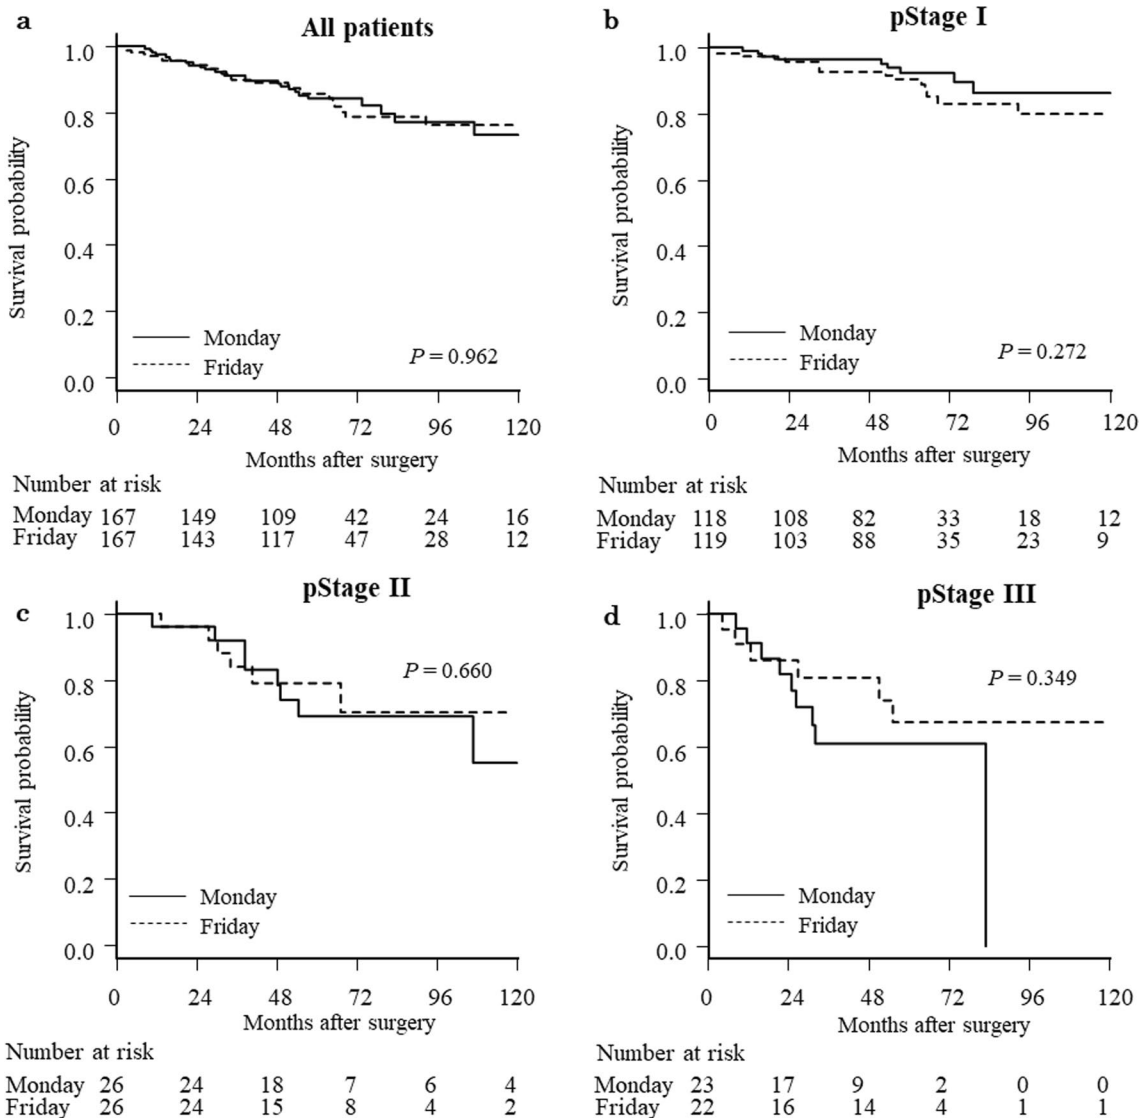 a
All patients
Survival probability
1.0
0.8
0.6
0.4
0.2
0.0
Monday
Friday
P = 0.962
0 24 48 72 96 120
Months after surgery
Number at risk
Monday 167 149 109 42 24 16
Friday 167 143 117 47 28 12
b
pStage I
Survival probability
1.0
0.8
0.6
0.4
0.2
0.0
Monday
Friday
P = 0.272
0 24 48 72 96 120
Months after surgery
Number at risk
Monday 118 108 82 33 18 12
Friday 119 103 88 35 23 9
c
pStage II
Survival probability
1.0
0.8
0.6
0.4
0.2
0.0
P = 0.660
Monday
Friday
0 24 48 72 96 120
Months after surgery
Number at risk
Monday 26 24 18 7 6 4
Friday 26 24 15 8 4 2
d
pStage III
Survival probability
1.0
0.8
0.6
0.4
0.2
0.0
P = 0.349
Monday
Friday
0 24 48 72 96 120
Months after surgery
Number at risk
Monday 23 17 9 2 0 0
Friday 22 16 14 4 1 1